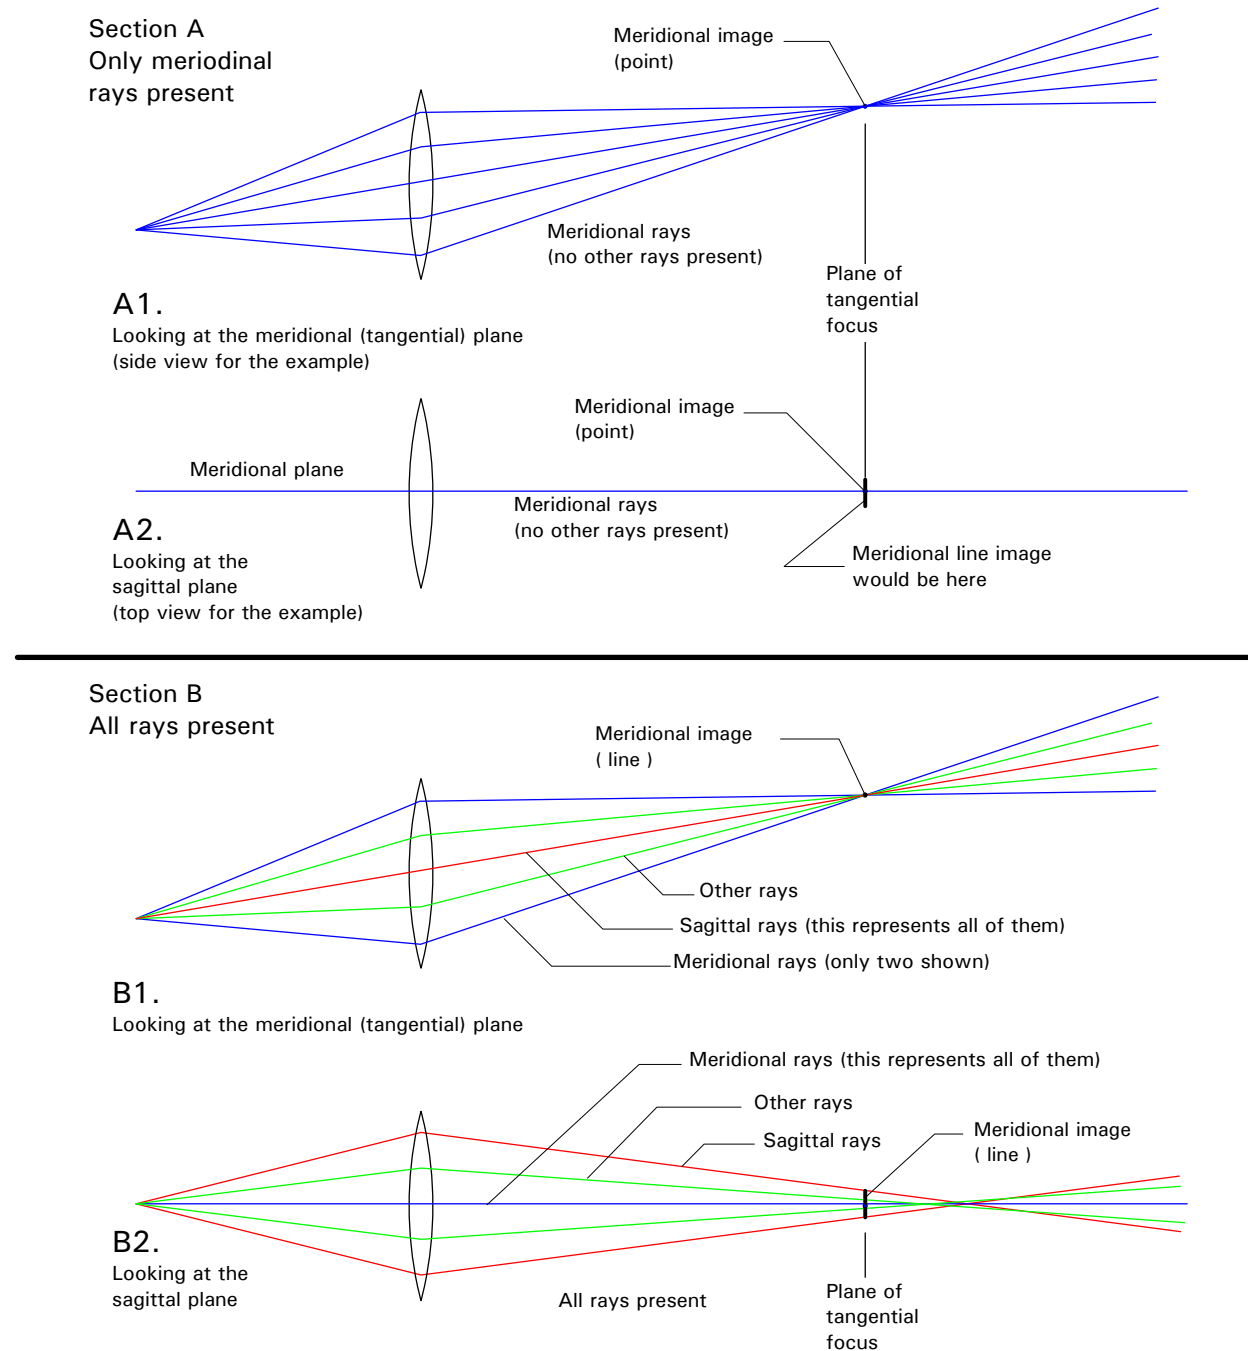 Section A
Only meriodinal
rays present
Meridional image
(point)
Meridional rays
(no other rays present)
Plane of
tangential
focus
A1.
Looking at the meridional (tangential) plane
(side view for the example)
Meridional image
(point)
Meridional plane
Meridional rays
(no other rays present)
A2.
Looking at the
sagittal plane
(top view for the example)
Meridional line image
would be here
Section B
All rays present
Meridional image
( line )
Other rays
Sagittal rays (this represents all of them)
Meridional rays (only two shown)
B1.
Looking at the meridional (tangential) plane
Meridional rays (this represents all of them)
Other rays
Sagittal rays
Meridional image
( line )
B2.
Looking at the
sagittal plane
All rays present
Plane of
tangential
focus